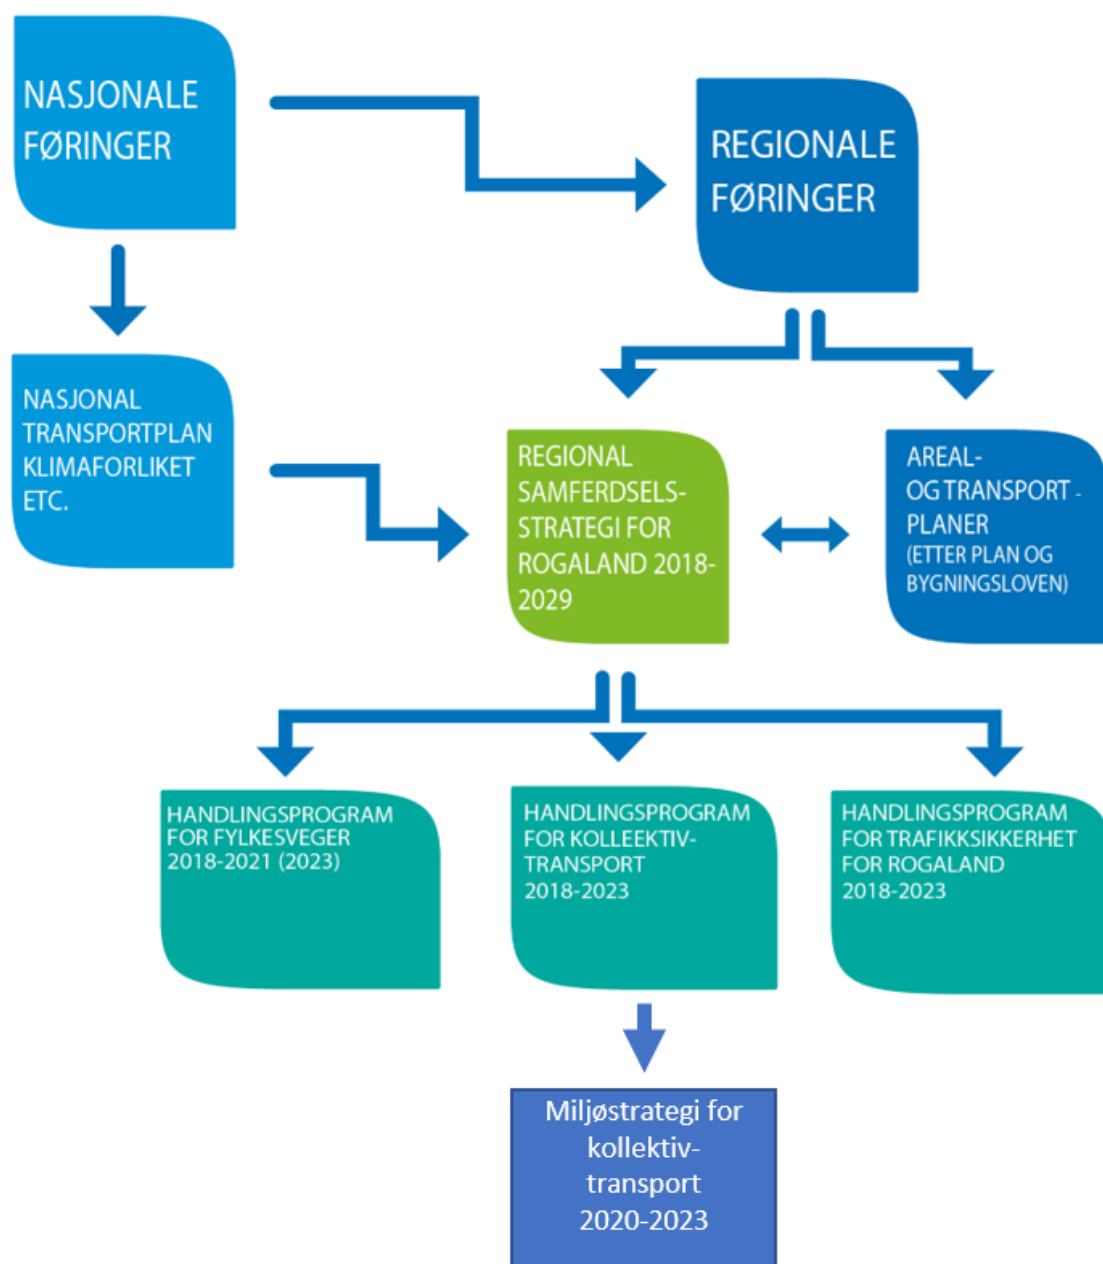 NASJONALE
FØRINGER
REGIONALE
FØRINGER
NASJONAL
TRANSPORTPLAN
KLIMAFORLIKET
ETC.
REGIONAL
SAMFERDSELS-
STRATEGI FOR
ROGALAND 2018-
2029
AREAL-
OG TRANSPORT -
PLANER
(ETTER PLAN OG
BYGNINGSLOVEN)
HANDLINGSPROGRAM
FOR FYLKESVEGER
2018-2021 (2023)
HANDLINGSPROGRAM
FOR KOLLEEKTIV-
TRANSPORT
2018-2023
HANDLINGSPROGRAM
FOR TRAFIKKSIKKERHET
FOR ROGALAND
2018-2023
Miljøstrategi for
kollektiv-
transport
2020-2023